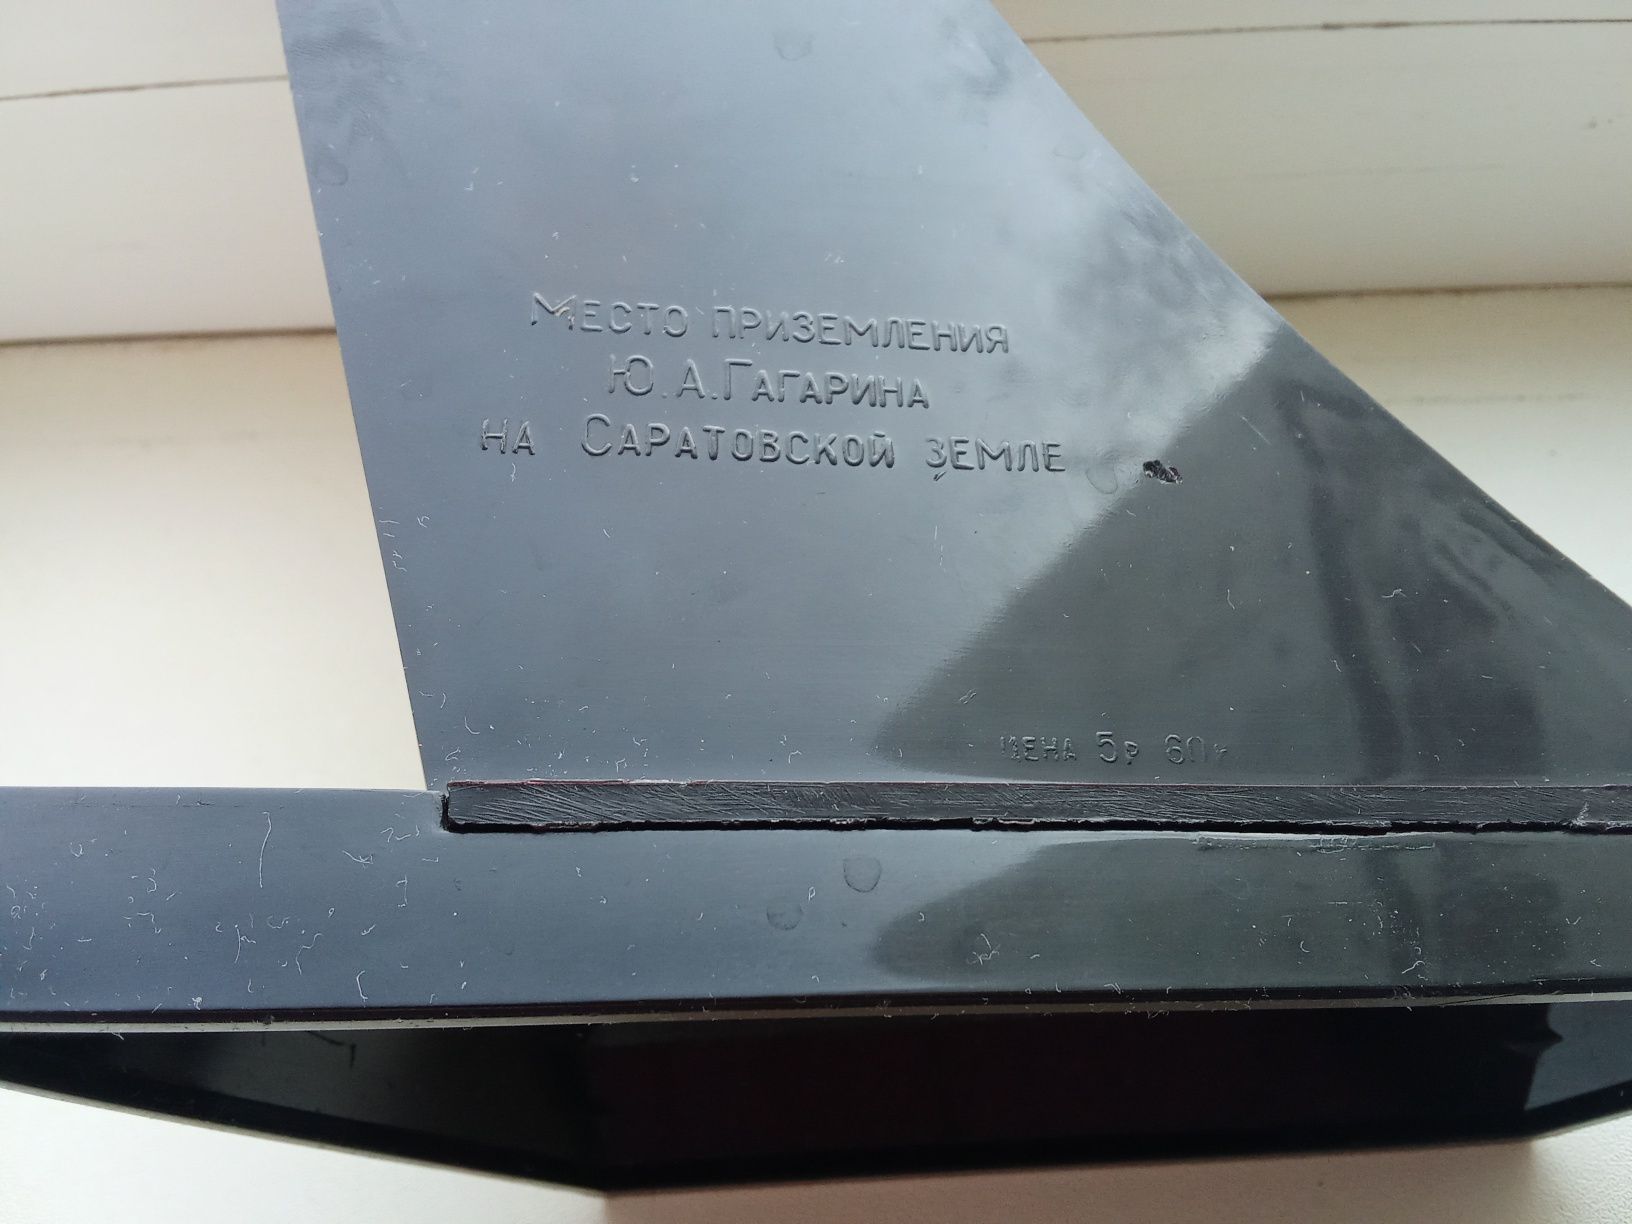 Место приземления
Ю.А.Гагарина
на Саратовской земле
цена 5р 60к